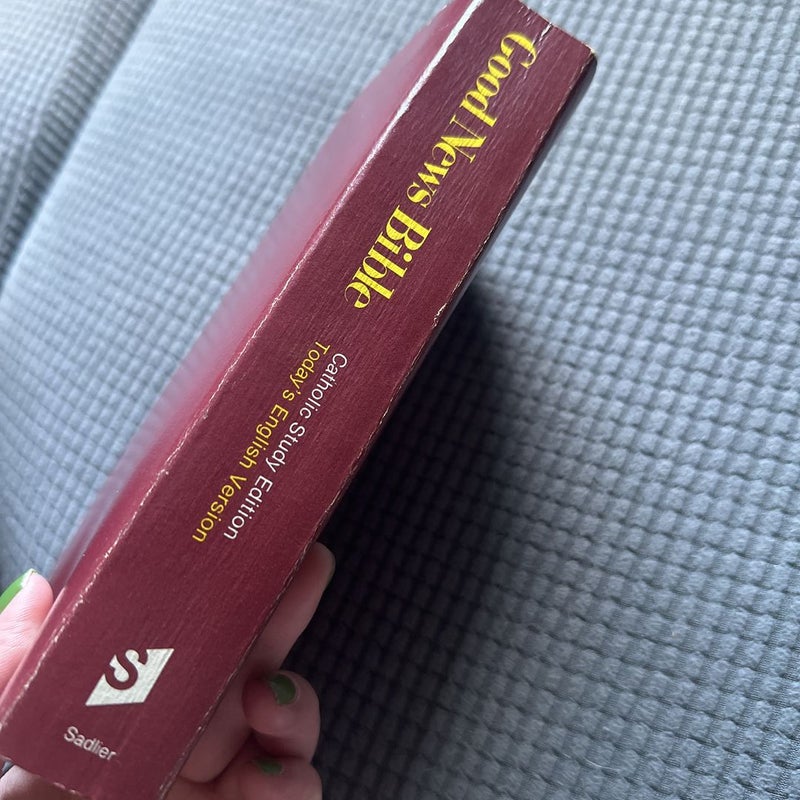 Good News Bible
Catholic Study Edition
Today's English Version
S
Sadlier